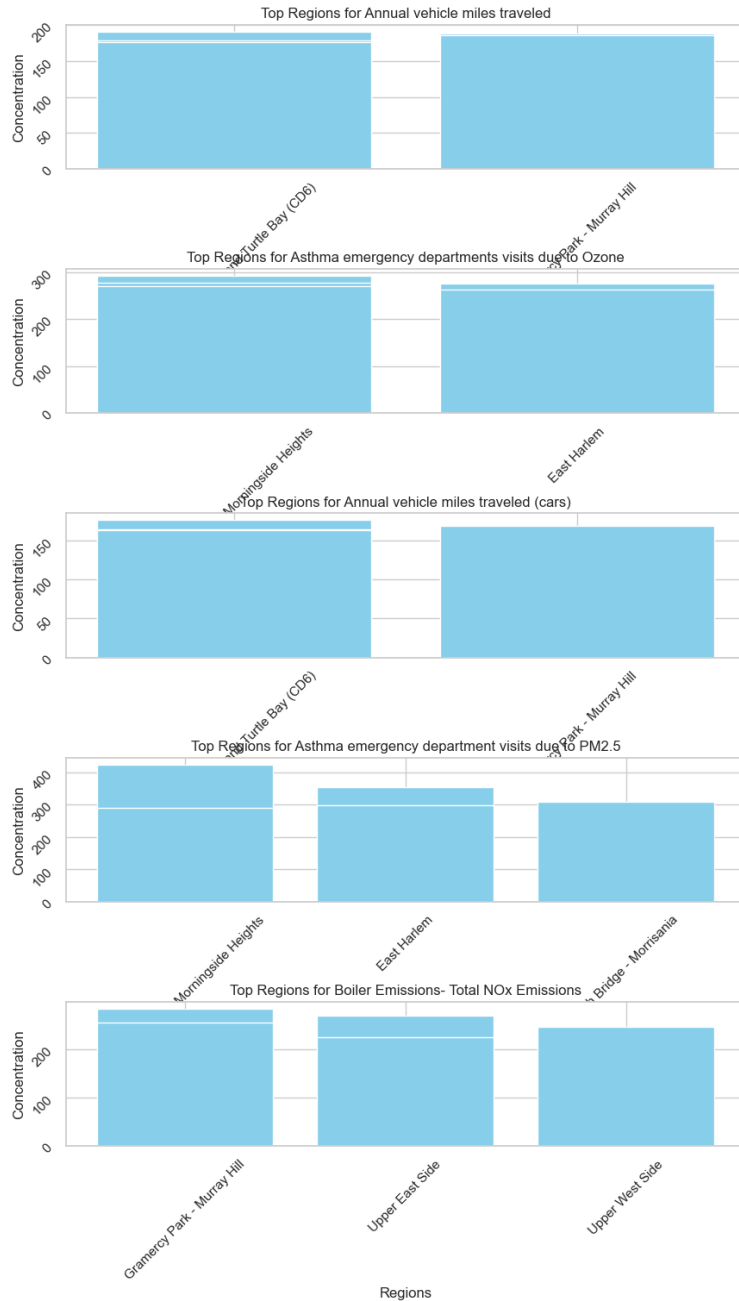 Top Regions for Annual vehicle miles traveled
200
150
100
50
0
Concentration
Turtle Bay (CD6)
Park - Murray Hill
Top Regions for Asthma emergency departments visits due to Ozone
300
200
100
0
Concentration
Morningside Heights
East Harlem
Top Regions for Annual vehicle miles traveled (cars)
150
100
50
0
Concentration
Turtle Bay (CD6)
Park - Murray Hill
Top Regions for Asthma emergency department visits due to PM2.5
400
300
200
100
0
Concentration
Morningside Heights
East Harlem
Bridge - Morrisania
Top Regions for Boiler Emissions- Total NOx Emissions
200
100
0
Concentration
Gramercy Park - Murray Hill
Upper East Side
Upper West Side
Regions